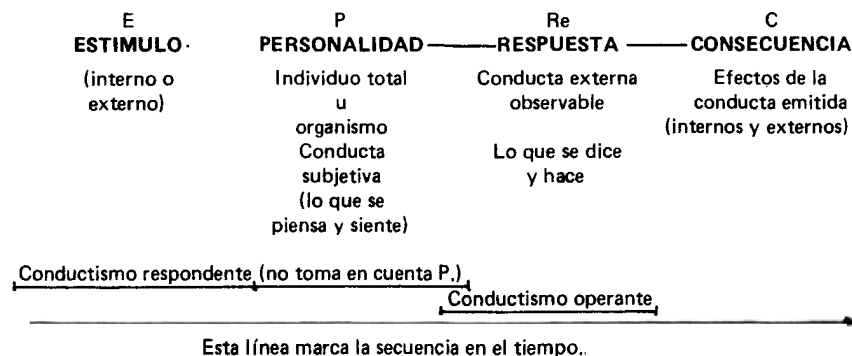 E P Re C
ESTIMULO· PERSONALIDAD RESPUESTA CONSECUENCIA
(interno o Individuo total Conducta externa Efectos de la
externo) u observable conducta emitida
organismo (internos y externos)
Conducta Lo que se dice
subjetiva y hace
(lo que se
piensa y siente)
Conductismo respondente (no toma en cuenta P.)
Conductismo operante
Esta línea marca la secuencia en el tiempo..